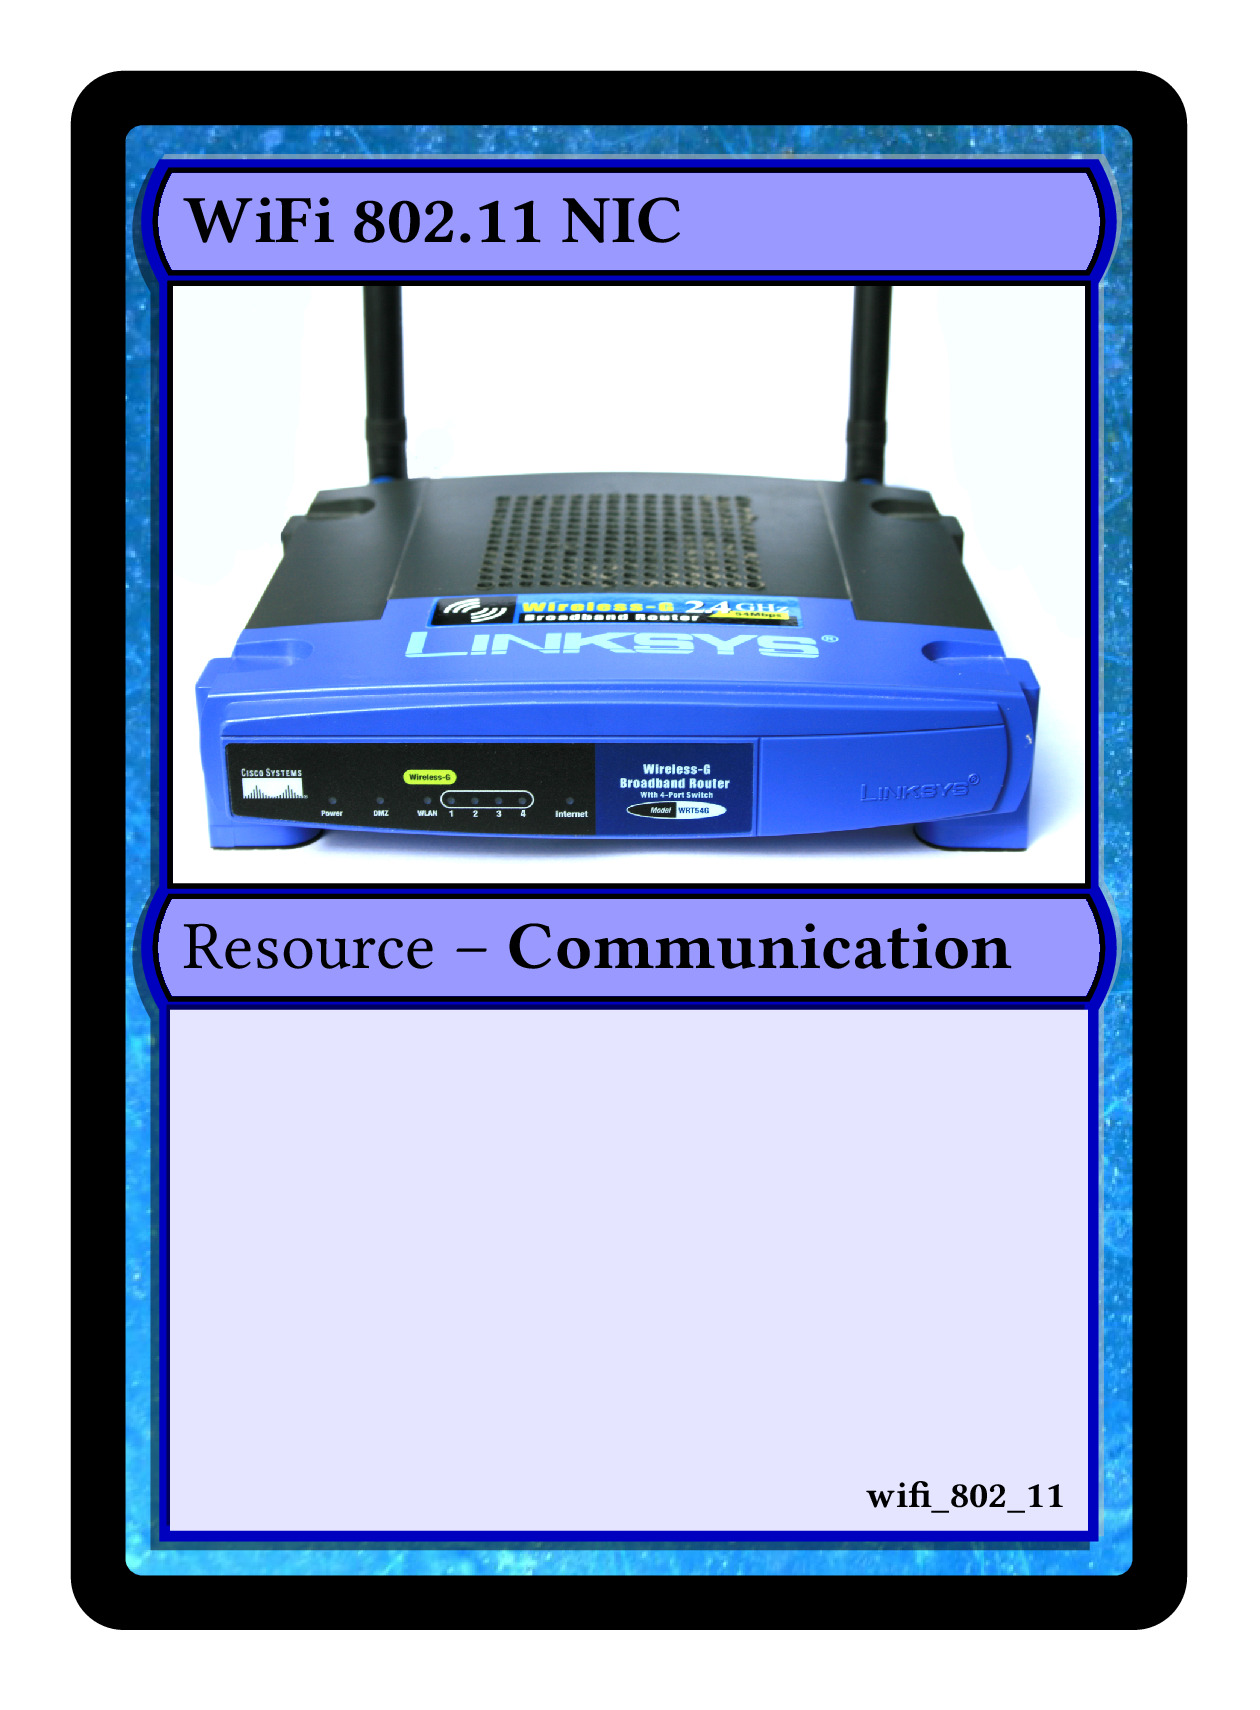 WiFi 802.11 NIC
Wireless-G 2.4GHz
54Mbps
Broadband Router
LINKSYS®
CISCO SYSTEMS
Wireless-G
Power DMZ WLAN 1 2 3 4 Internet
Wireless-G
Broadband Router
With 4-Port Switch
Model WRT54G
LINKSYS®
Resource – Communication
wifi_802_11